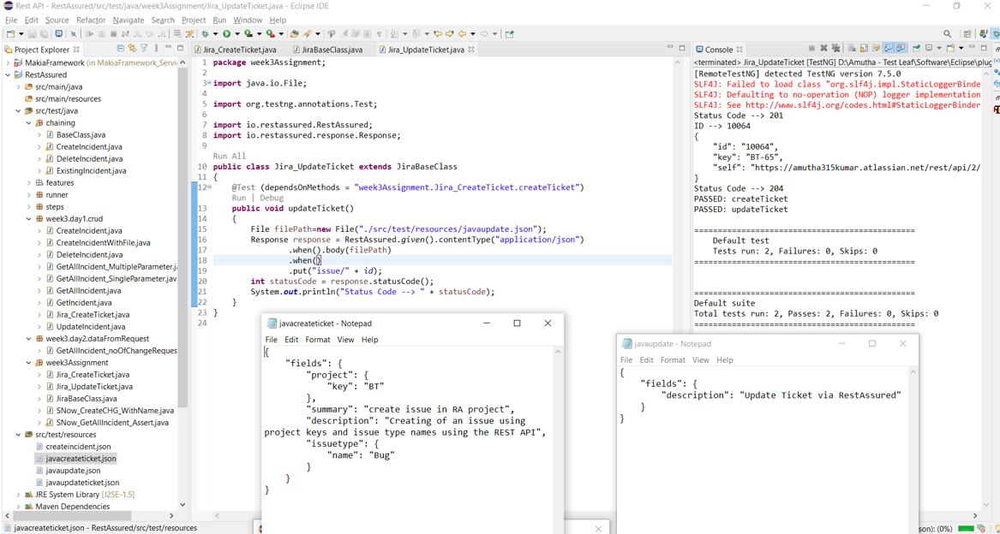 Rest API - RestAssured/src/test/java/week3Assignment/Jira_UpdateTicket.java - Eclipse IDE
File Edit Source Refactor Navigate Search Project Run Window Help
Project Explorer
MakiaFramework (in MakiaFramework_Servi
RestAssured
src/main/java
src/main/resources
src/test/java
chaining
BaseClass.java
CreateIncident.java
DeleteIncident.java
ExistingIncident.java
features
runner
steps
week3.day1.crud
CreateIncident.java
CreateIncidentWithFile.java
DeleteIncident.java
GetAllIncident_MultipleParameter.j
GetAllIncident_SingleParameter.jav
GetAllIncident.java
GetIncident.java
Jira_CreateTicket.java
UpdateIncident.java
week3.day2.dataFromRequest
GetAllIncident_noOfChangeReques
week3Assignment
Jira_CreateTicket.java
Jira_UpdateTicket.java
JiraBaseClass.java
SNow_CreateCHG_WithName.java
SNow_GetAllIncident_Assert.java
src/test/resources
createincident.json
javacreateticket.json
javaupdate.json
javaupdateticket.json
JRE System Library [J2SE-1.5]
Maven Dependencies
Jira_CreateTicket.java JiraBaseClass.java Jira_UpdateTicket.java
1 package week3Assignment;
2
3 import java.io.File;
4
5 import org.testng.annotations.Test;
6
7 import io.restassured.RestAssured;
8 import io.restassured.response.Response;
9
Run All
10 public class Jira_UpdateTicket extends JiraBaseClass
11 {
12 @Test (dependsOnMethods = "week3Assignment.Jira_CreateTicket.createTicket")
Run | Debug
13 public void updateTicket()
14 {
15 File filePath=new File("./src/test/resources/javaupdate.json");
16 Response response = RestAssured.given().contentType("application/json")
17 .when().body(filePath)
18 .when()
19 .put("issue/" + id);
20 int statusCode = response.statusCode();
21 System.out.println("Status Code --> " + statusCode);
22 }
23 }
24
Console
<terminated> Jira_UpdateTicket [TestNG] D:\Amutha - Test Leaf\Software\Eclipse\plug
[RemoteTestNG] detected TestNG version 7.5.0
SLF4J: Failed to load class "org.slf4j.impl.StaticLoggerBinde
SLF4J: Defaulting to no-operation (NOP) logger implementation
SLF4J: See http://www.slf4j.org/codes.html#StaticLoggerBinder
Status Code --> 201
ID --> 10064
{
"id": "10064",
"key": "BT-65",
"self": "https://amutha315kumar.atlassian.net/rest/api/2/
}
Status Code --> 204
PASSED: createTicket
PASSED: updateTicket
===============================================
Default test
Tests run: 2, Failures: 0, Skips: 0
===============================================
===============================================
Default suite
Total tests run: 2, Passes: 2, Failures: 0, Skips: 0
===============================================
javacreateticket - Notepad
File Edit Format View Help
{
"fields": {
"project": {
"key": "BT"
},
"summary": "create issue in RA project",
"description": "Creating of an issue using
project keys and issue type names using the REST API",
"issuetype": {
"name": "Bug"
}
}
}
javaupdate - Notepad
File Edit Format View Help
{
"fields": {
"description": "Update Ticket via RestAssured"
}
}
javacreateticket.json - RestAssured/src/test/resources
son): (0%)